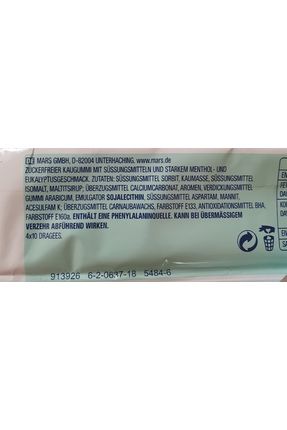 DE MARS GMBH, D-82004 UNTERHACHING. www.mars.de
ZUCKERFREIER KAUGUMMI MIT SÜSSUNGSMITTELN UND STARKEM MENTHOL- UND
EUKALYPTUSGESCHMACK. ZUTATEN: SÜSSUNGSMITTEL SORBIT, KAUMASSE, SÜSSUNGSMITTEL
ISOMALT, MALTITSIRUP; ÜBERZUGSMITTEL CALCIUMCARBONAT, AROMEN, VERDICKUNGSMITTEL
GUMMI ARABICUM, EMULGATOR SOJALECITHIN, SÜSSUNGSMITTEL ASPARTAM, MANNIT,
ACESULFAM K; ÜBERZUGSMITTEL CARNAUBAWACHS, FARBSTOFF E133, ANTIOXIDATIONSMITTEL BHA,
FARBSTOFF E160a. ENTHÄLT EINE PHENYLALANINQUELLE. KANN BEI ÜBERMÄSSIGEM
VERZEHR ABFÜHREND WIRKEN.
4x10 DRAGEES.
913926 6-2-0637-18 5484-6